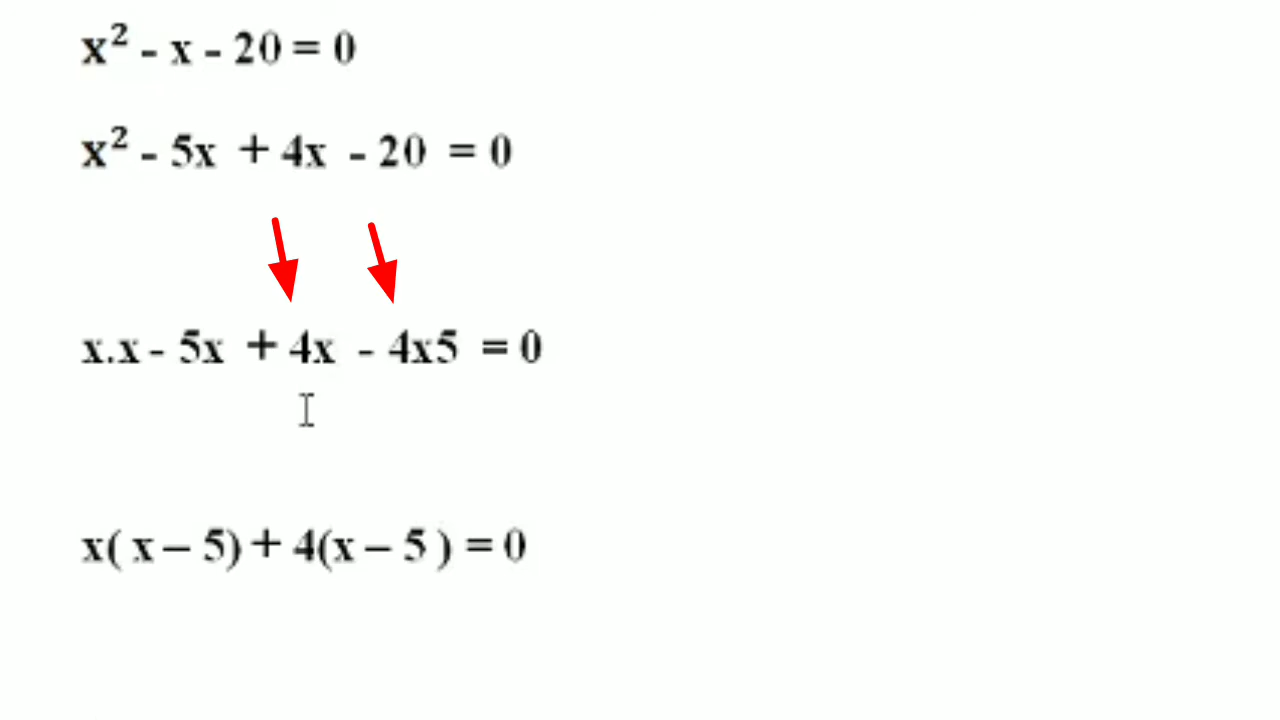 x² - x - 20 = 0
x² - 5x + 4x - 20 = 0
x.x - 5x + 4x - 4x5 = 0
x( x – 5) + 4(x – 5 ) = 0